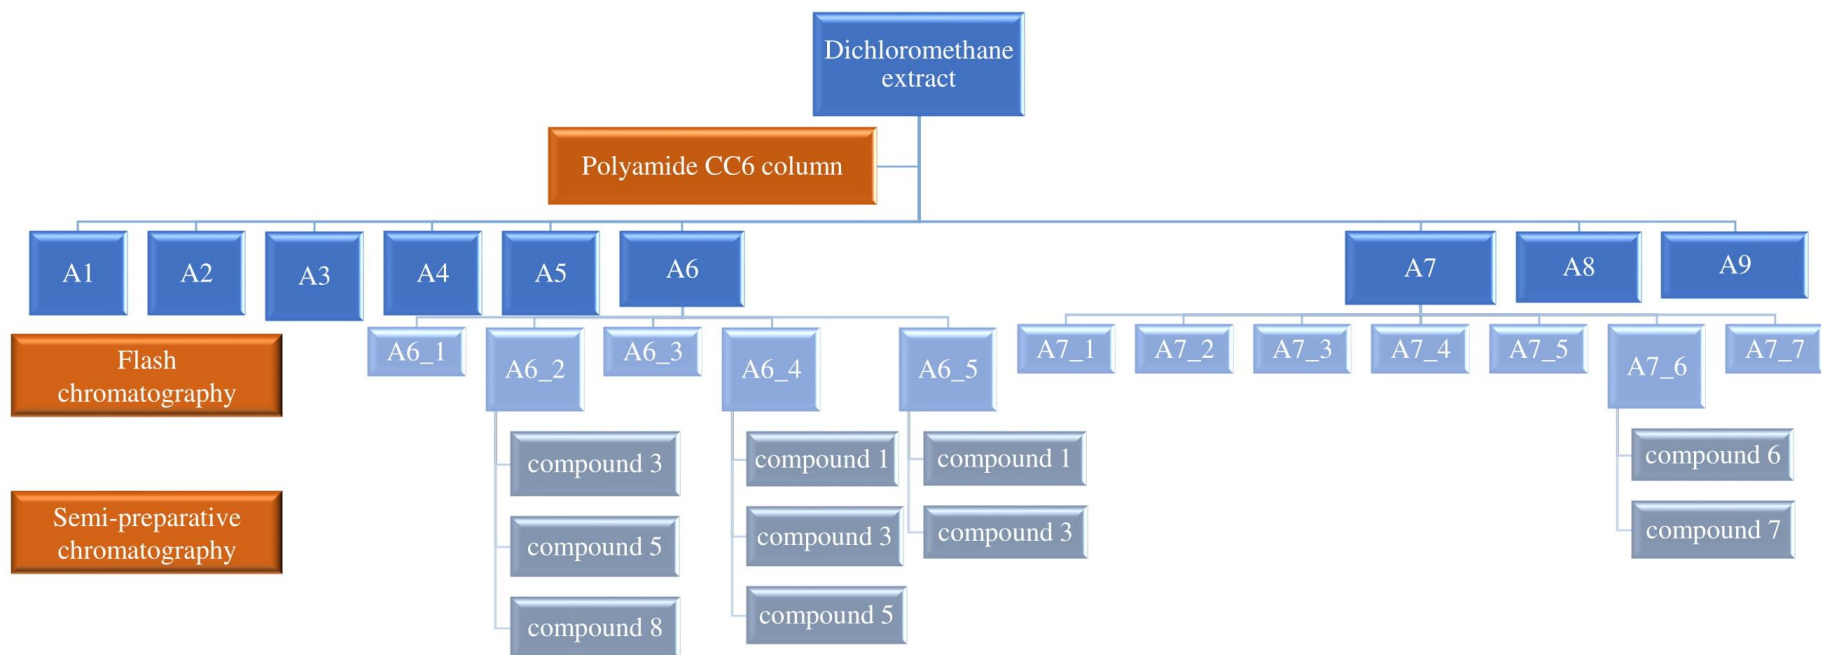 Dichloromethane
extract
Polyamide CC6 column
A1
A2
A3
A4
A5
A6
A7
A8
A9
Flash
chromatography
A6_1
A6_2
A6_3
A6_4
A6_5
A7_1
A7_2
A7_3
A7_4
A7_5
A7_6
A7_7
Semi-preparative
chromatography
compound 3
compound 5
compound 8
compound 1
compound 3
compound 5
compound 1
compound 3
compound 6
compound 7